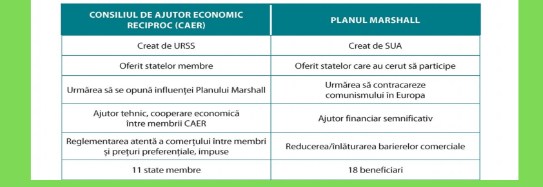 CONSILIUL DE AJUTOR ECONOMIC
RECIPROC (CAER)
PLANUL MARSHALL
Creat de URSS
Creat de SUA
Oferit statelor membre
Oferit statelor care au cerut să participe
Urmărea să se opună influenței Planului Marshall
Urmărea să contracareze
comunismului în Europa
Ajutor tehnic, cooperare economică
între membrii CAER
Ajutor financiar semnificativ
Reglementarea atentă a comerțului între membri
și prețuri preferențiale, impuse
Reducerea/înlăturarea barierelor comerciale
11 state membre
18 beneficiari